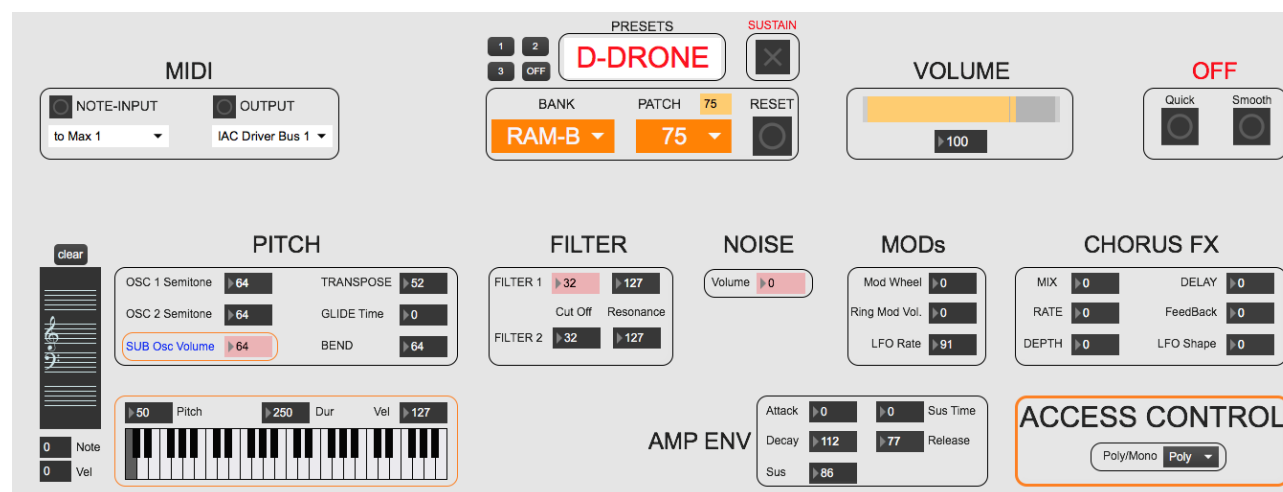 PRESETS
SUSTAIN
1 2
3 OFF
D-DRONE
MIDI
VOLUME
OFF
NOTE-INPUT
OUTPUT
to Max 1
IAC Driver Bus 1
BANK
PATCH
75
RESET
RAM-B
75
100
Quick
Smooth
clear
PITCH
OSC 1 Semitone 64
TRANSPOSE 52
OSC 2 Semitone 64
GLIDE Time 0
SUB Osc Volume 64
BEND 64
FILTER
FILTER 1 32 127
Cut Off Resonance
FILTER 2 32 127
NOISE
Volume 0
MODs
Mod Wheel 0
Ring Mod Vol. 0
LFO Rate 91
CHORUS FX
MIX 0
DELAY 0
RATE 0
FeedBack 0
DEPTH 0
LFO Shape 0
50 Pitch
250 Dur
Vel 127
0 Note
0 Vel
AMP ENV
Attack 0
0 Sus Time
Decay 112
77 Release
Sus 86
ACCESS CONTROL
Poly/Mono Poly